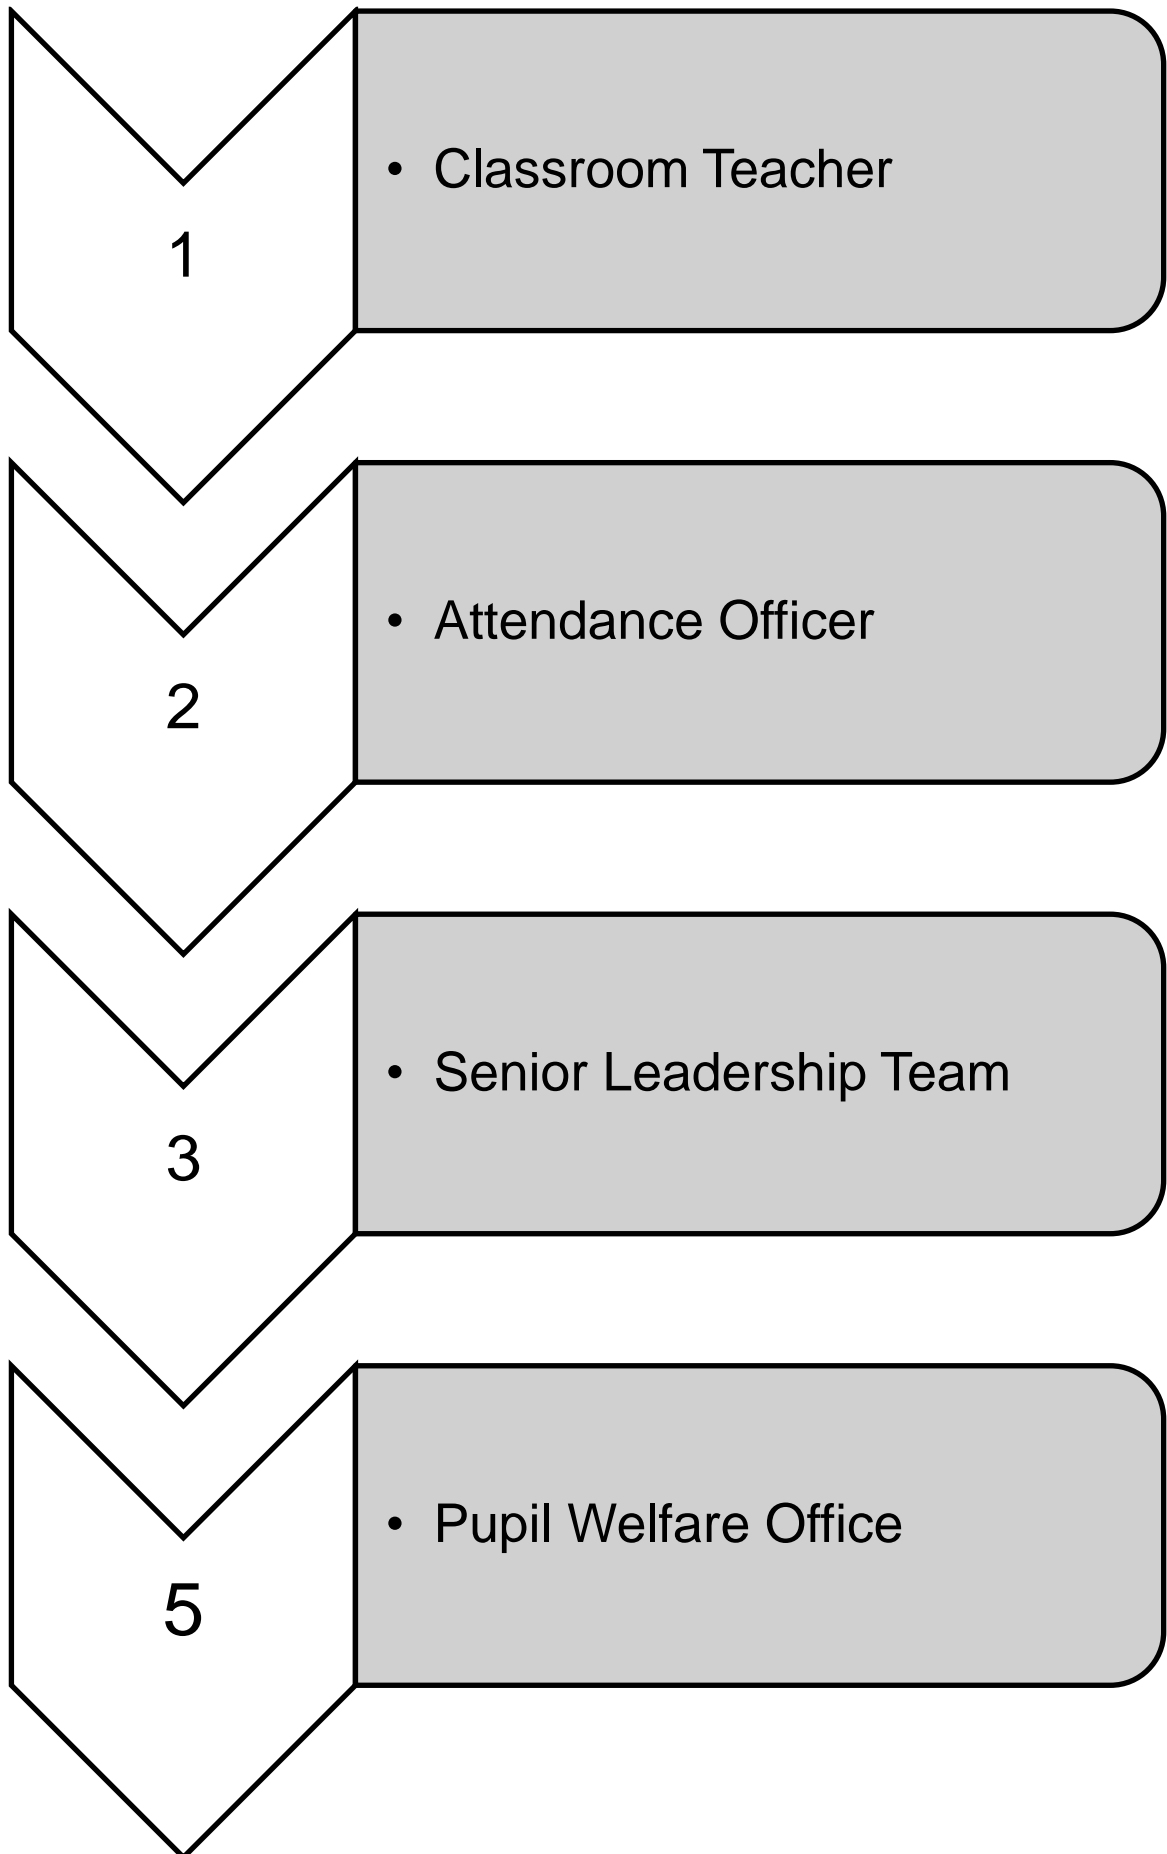 1
• Classroom Teacher
2
• Attendance Officer
3
• Senior Leadership Team
5
• Pupil Welfare Office